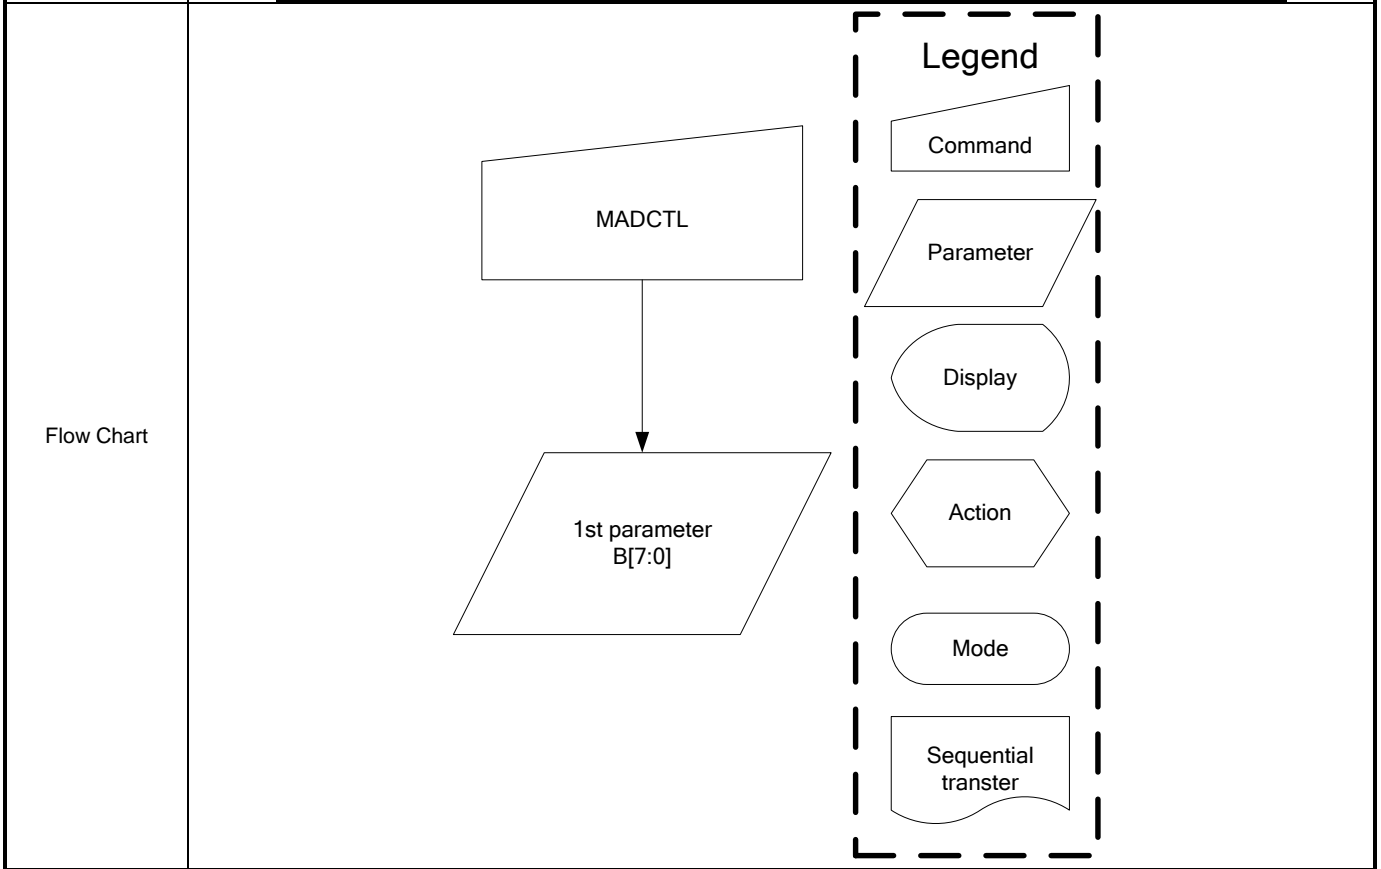 Flow Chart
MADCTL
1st parameter
B[7:0]
Legend
Command
Parameter
Display
Action
Mode
Sequential
transter